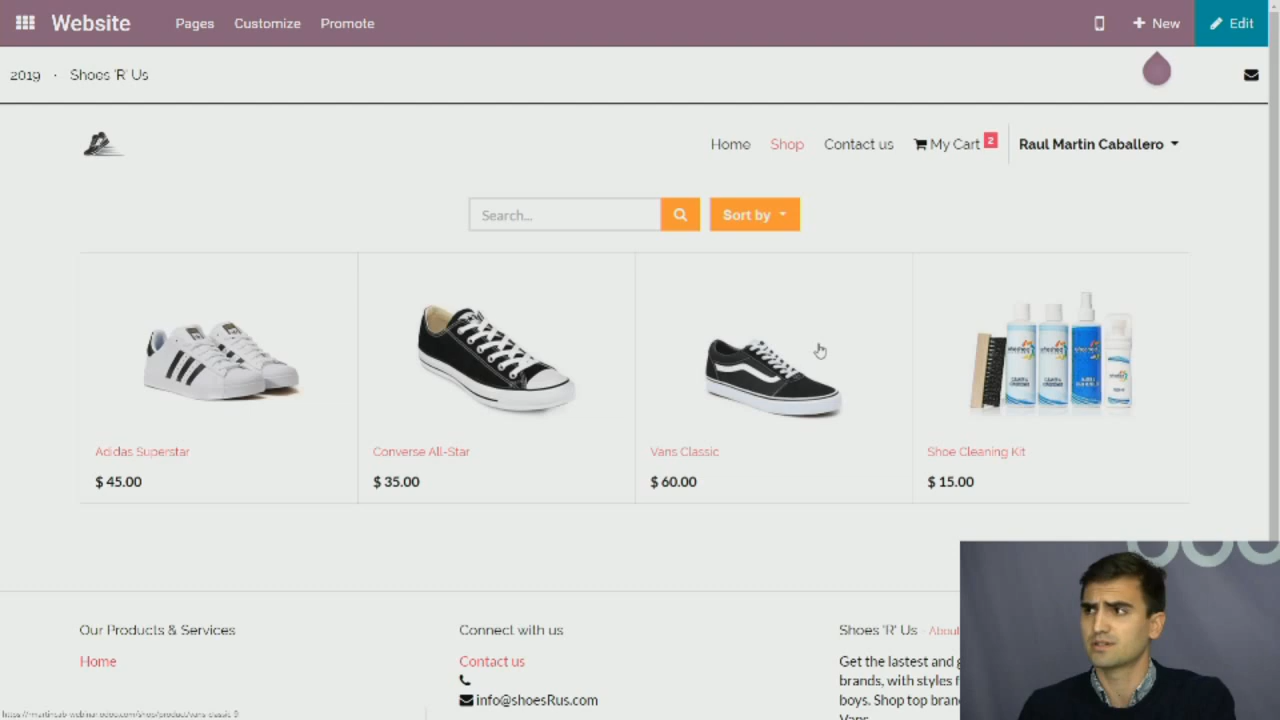 Website
Pages Customize Promote
New
Edit
2019 · Shoes 'R' Us
Home Shop Contact us My Cart 2 Raul Martin Caballero
Search...
Sort by
Adidas Superstar Converse All-Star Vans Classic Shoe Cleaning Kit
$ 45.00 $ 35.00 $ 60.00 $ 15.00
Our Products & Services Connect with us Shoes 'R' Us - About
Home Contact us Get the lastest and g
brands, with styles f
info@shoesRus.com boys. Shop top bran
Vans